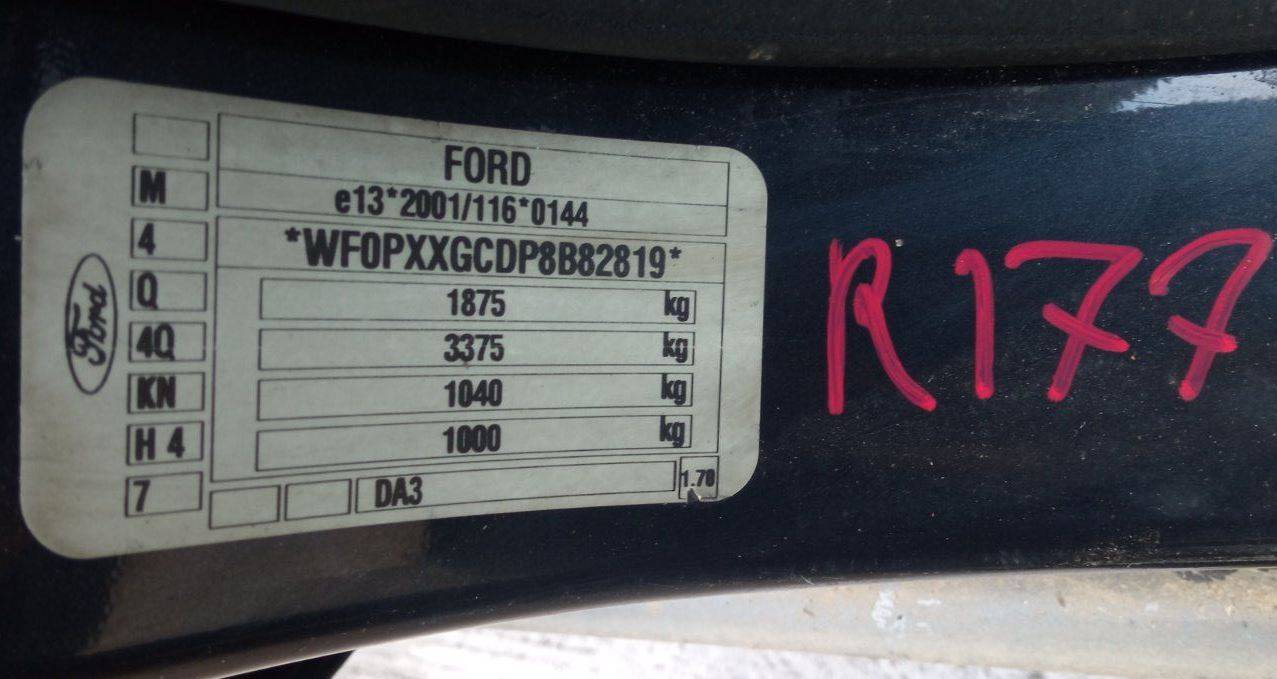 FORD
e13*2001/116*0144
*WF0PXXGCDP8B82819*
1875 kg
3375 kg
1040 kg
1000 kg
DA3
1.70
M
4
Q
4Q
KN
H 4
7
Ford
R177